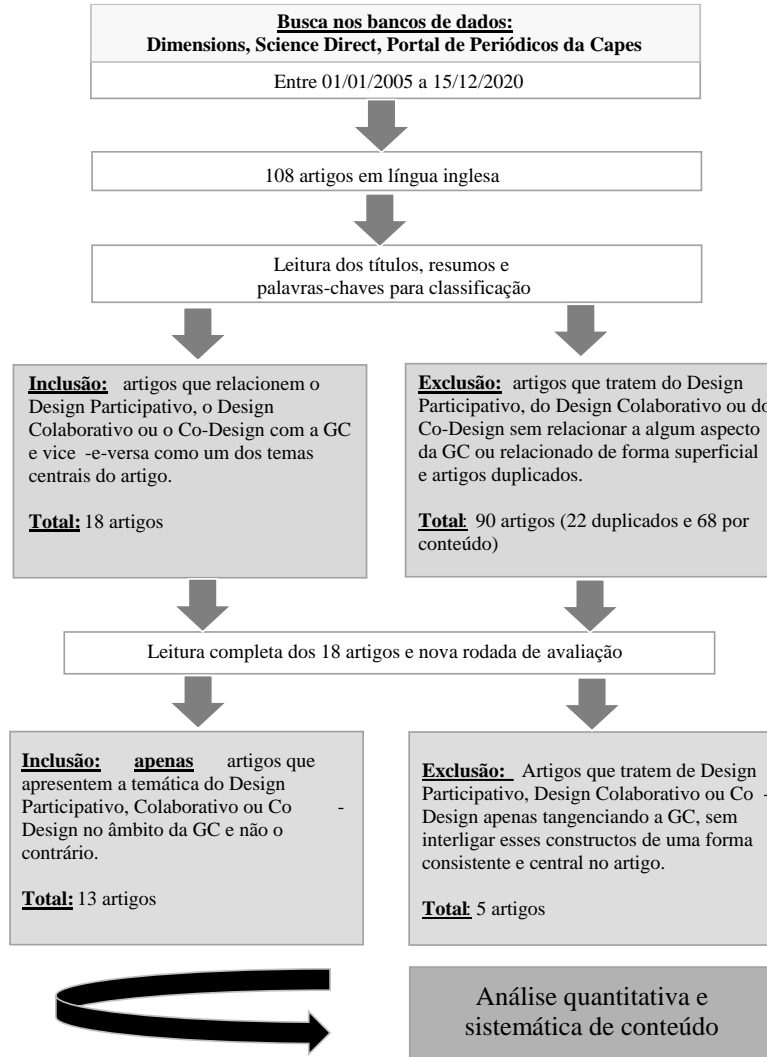 Busca nos bancos de dados:
Dimensions, Science Direct, Portal de Periódicos da Capes
Entre 01/01/2005 a 15/12/2020
108 artigos em língua inglesa
Leitura dos títulos, resumos e
palavras-chaves para classificação
Inclusão: artigos que relacionem o
Design Participativo, o Design
Colaborativo ou o Co-Design com a GC
e vice -e-versa como um dos temas
centrais do artigo.
Total: 18 artigos
Exclusão: artigos que tratem do Design
Participativo, do Design Colaborativo ou do
Co-Design sem relacionar a algum aspecto
da GC ou relacionado de forma superficial
e artigos duplicados.
Total: 90 artigos (22 duplicados e 68 por
conteúdo)
Leitura completa dos 18 artigos e nova rodada de avaliação
Inclusão: apenas artigos que
apresentem a temática do Design
Participativo, Colaborativo ou Co -
Design no âmbito da GC e não o
contrário.
Total: 13 artigos
Exclusão: Artigos que tratem de Design
Participativo, Design Colaborativo ou Co -
Design apenas tangenciando a GC, sem
interligar esses constructos de uma forma
consistente e central no artigo.
Total: 5 artigos
Análise quantitativa e
sistemática de conteúdo